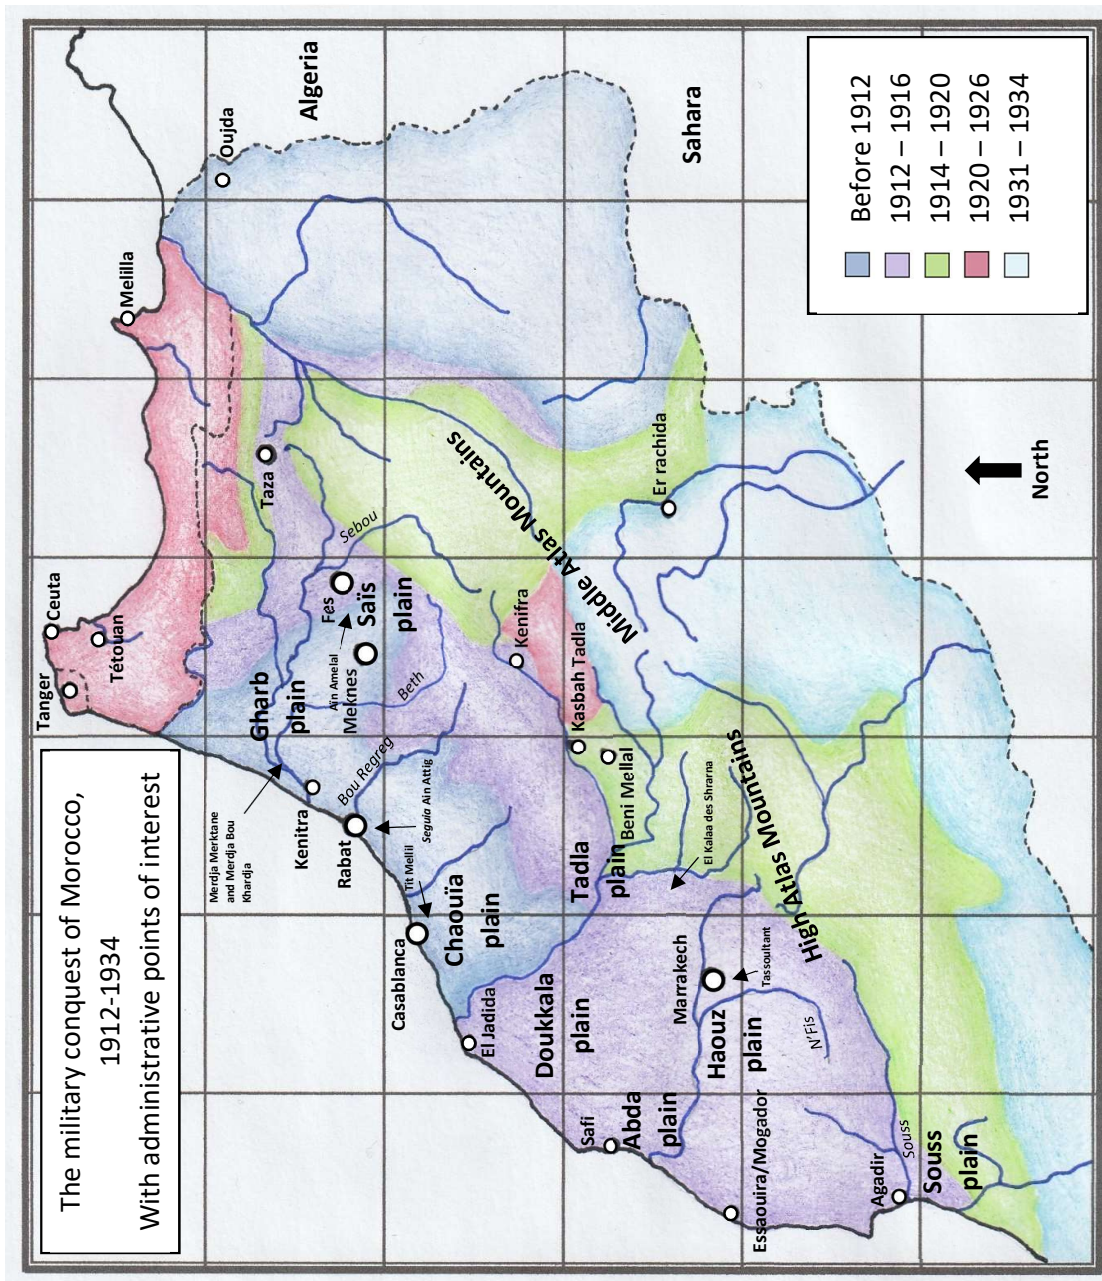 The military conquest of Morocco,
1912-1934
With administrative points of interest
Before 1912
1912 – 1916
1914 – 1920
1920 – 1926
1931 – 1934
Algeria
Sahara
North
Oujda
Melilla
Ceuta
Tanger
Tétouan
Taza
Sebou
Fes
Saïs
plain
Ain Amelal
Meknes
Beth
Gharb
plain
Merdja Merktane
and Merdja Bou
Khardja
Kenitra
Bou Regreg
Rabat
Seguia Ain Attig
Tit Mellil
Casablanca
Chaouïa
plain
El Jadida
Doukkala
plain
Tadla
plain
Kenifra
Kasbah Tadla
Beni Mellal
El Kalaa des Shrarna
Middle Atlas Mountains
Er rachida
High Atlas Mountains
Marrakech
Tassoultant
Haouz
plain
N'Fis
Safi
Abda
plain
Essaouira/Mogador
Agadir
Souss
Souss
plain